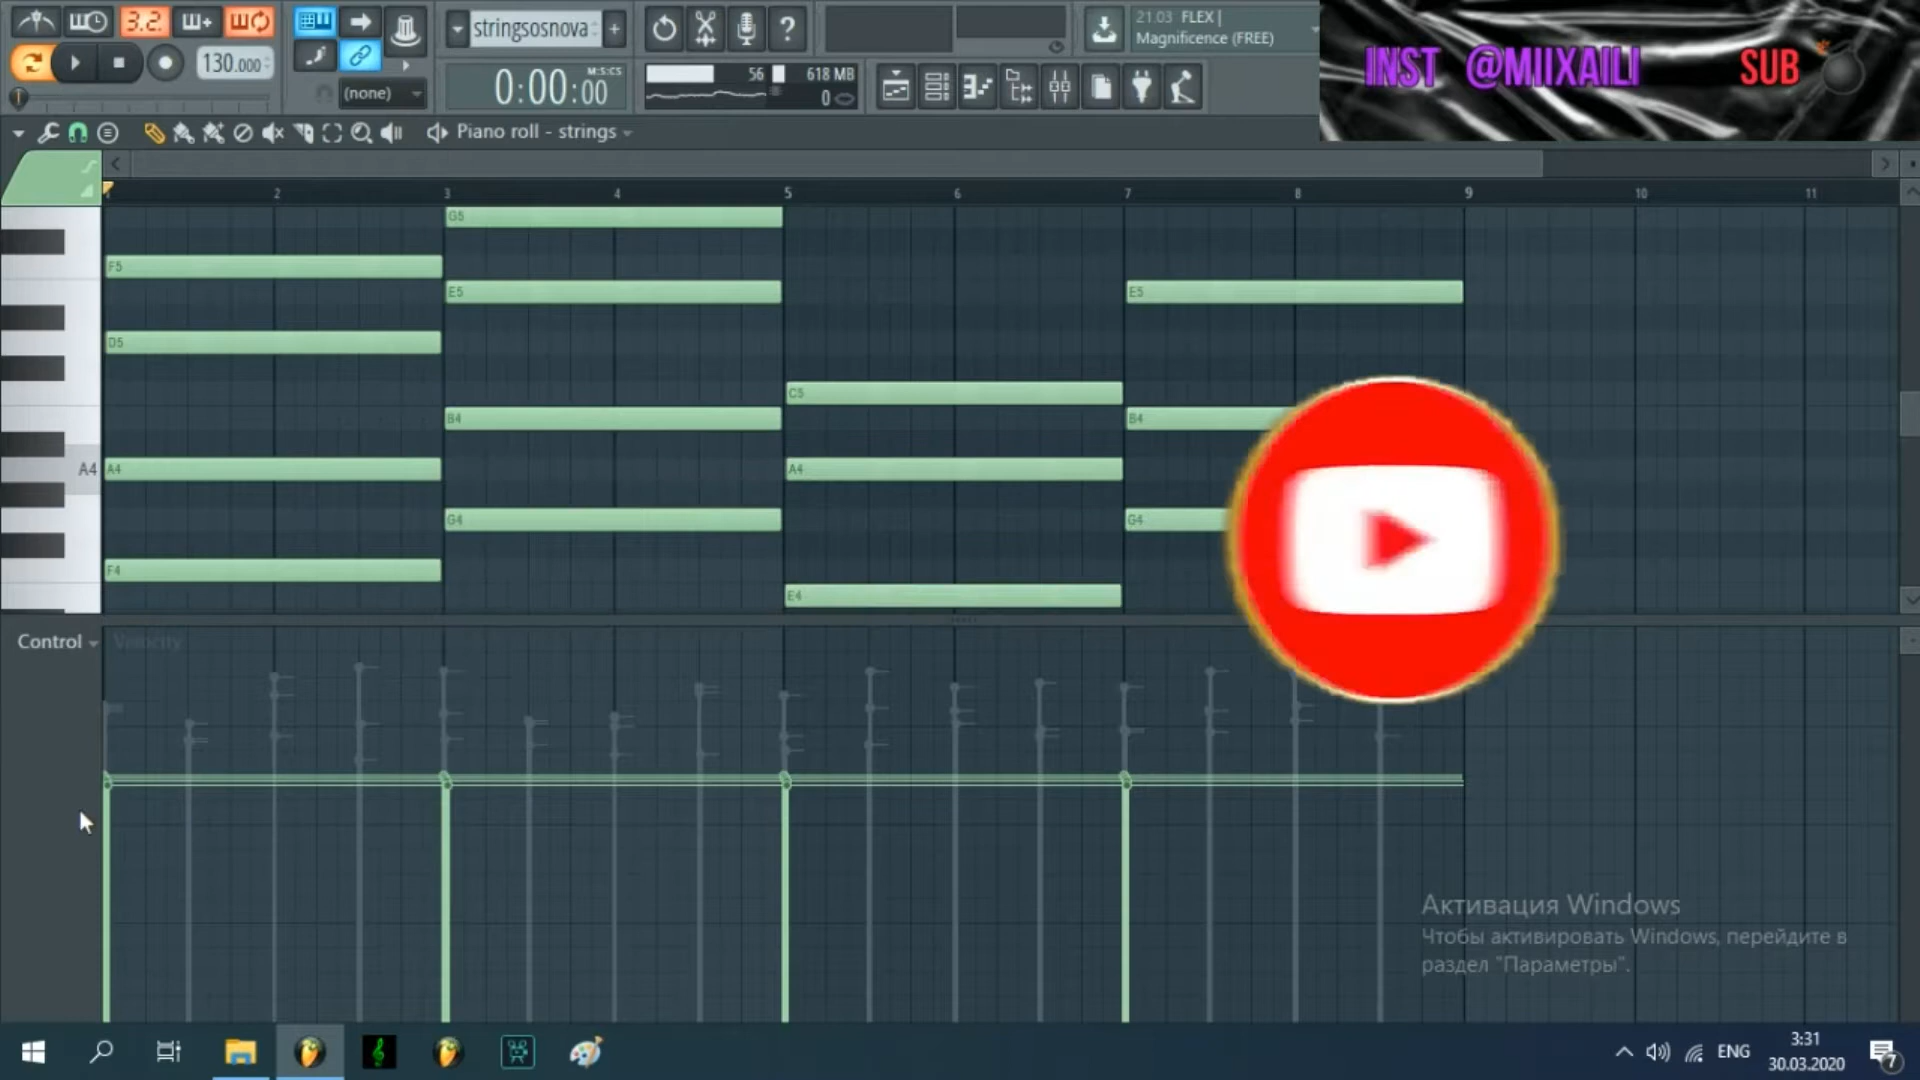 3.2.
130.000
(none)
stringsosnova
0:00:00
M:S:CS
56
618 MB
0
21.03 FLEX |
Magnificence (FREE)
INST @MIIXAILI SUB
Piano roll - strings
2 3 4 5 6 7 8 9 10 11
G5
F5
E5
E5
D5
C5
B4
B4
A4
A4
A4
G4
G4
F4
E4
Control
Velocity
Активация Windows
Чтобы активировать Windows, перейдите в
раздел "Параметры".
ENG
3:31
30.03.2020
7